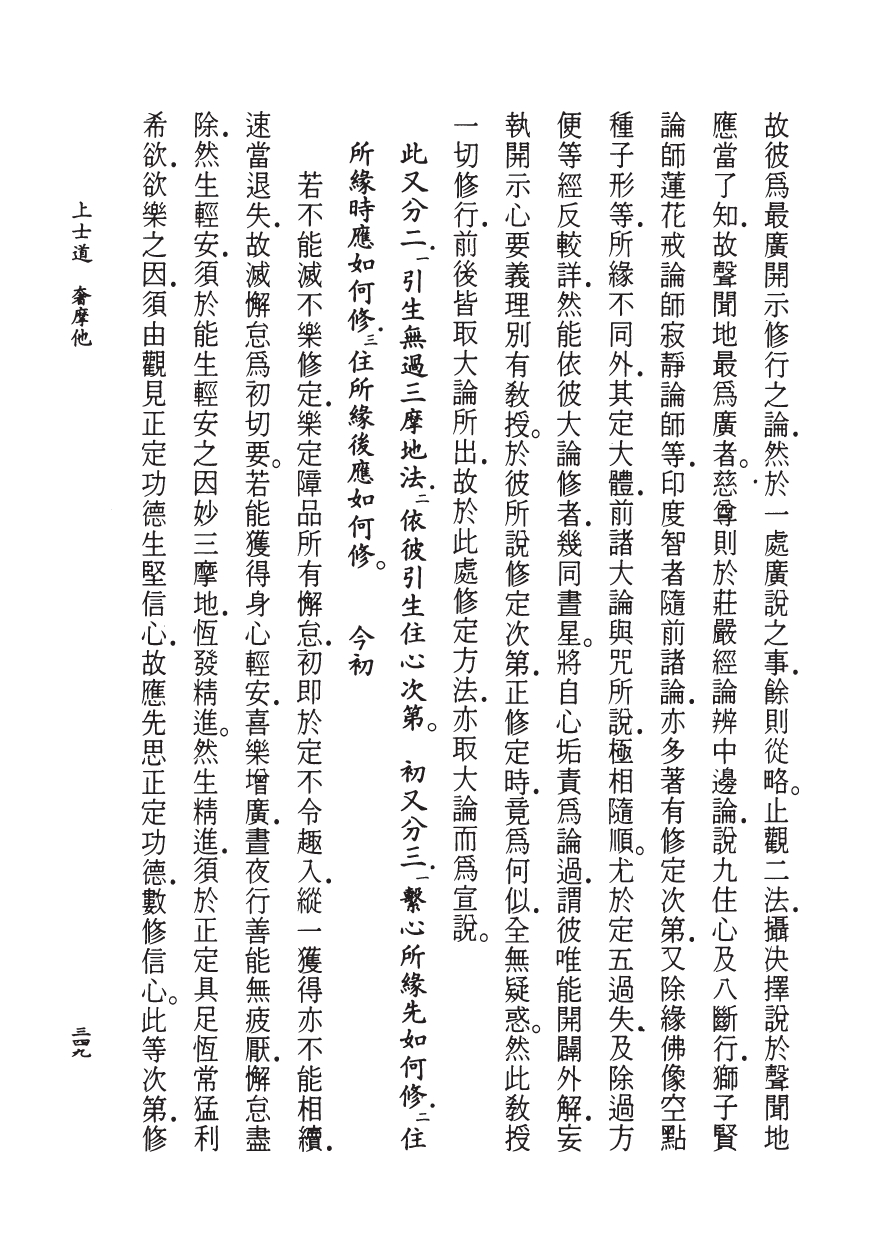 故彼爲最廣開示修行之論．然於一處廣說之事．餘則從略。止觀二法．攝決擇說於聲聞地
應當了知．故聲聞地最爲廣者。慈尊則於莊嚴經論辨中邊論．說九住心及八斷行．獅子賢
論師蓮花戒論師寂靜論師等．印度智者隨前諸論．亦多著有修定次第．又除緣佛像空點
種子形等．所緣不同外．其定大體．前諸大論與咒所說．極相隨順。尤於定五過失．及除過方
便等經反較詳．然能依彼大論修者．幾同晝星。將自心垢責爲論過．謂彼唯能開闢外解．妄
執開示心要義理別有教授。於彼所說修定次第．正修定時．竟爲何似．全無疑惑。然此教授
一切修行．前後皆取大論所出．故於此處修定方法．亦取大論而爲宣說。
此又分二．一引生無過三摩地法．二依彼引生住心次第。　初又分三．一繫心所緣先如何修．二住
所緣時應如何修．三住所緣後應如何修。　今初
若不能滅不樂修定．樂定障品所有懈怠．初即於定不令趣入．縱一獲得亦不能相續．
速當退失．故滅懈怠爲初切要。若能獲得身心輕安．喜樂增廣．晝夜行善能無疲厭．懈怠盡
除．然生輕安．須於能生輕安之因妙三摩地．恆發精進。然生精進．須於正定具足恆常猛利
希欲．欲樂之因．須由觀見正定功德生堅信心．故應先思正定功德．數修信心。此等次第．修
上士道　奢摩他
三四九